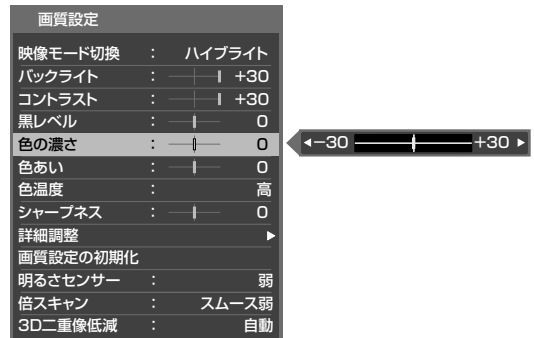 画質設定
映像モード切換 : ハイブライト
バックライト : +30
コントラスト : +30
黒レベル : 0
色の濃さ : 0
◀−30 +30▶
色あい : 0
色温度 : 高
シャープネス : 0
詳細調整 ▶
画質設定の初期化
明るさセンサー : 弱
倍スキャン : スムース弱
3D二重像低減 : 自動